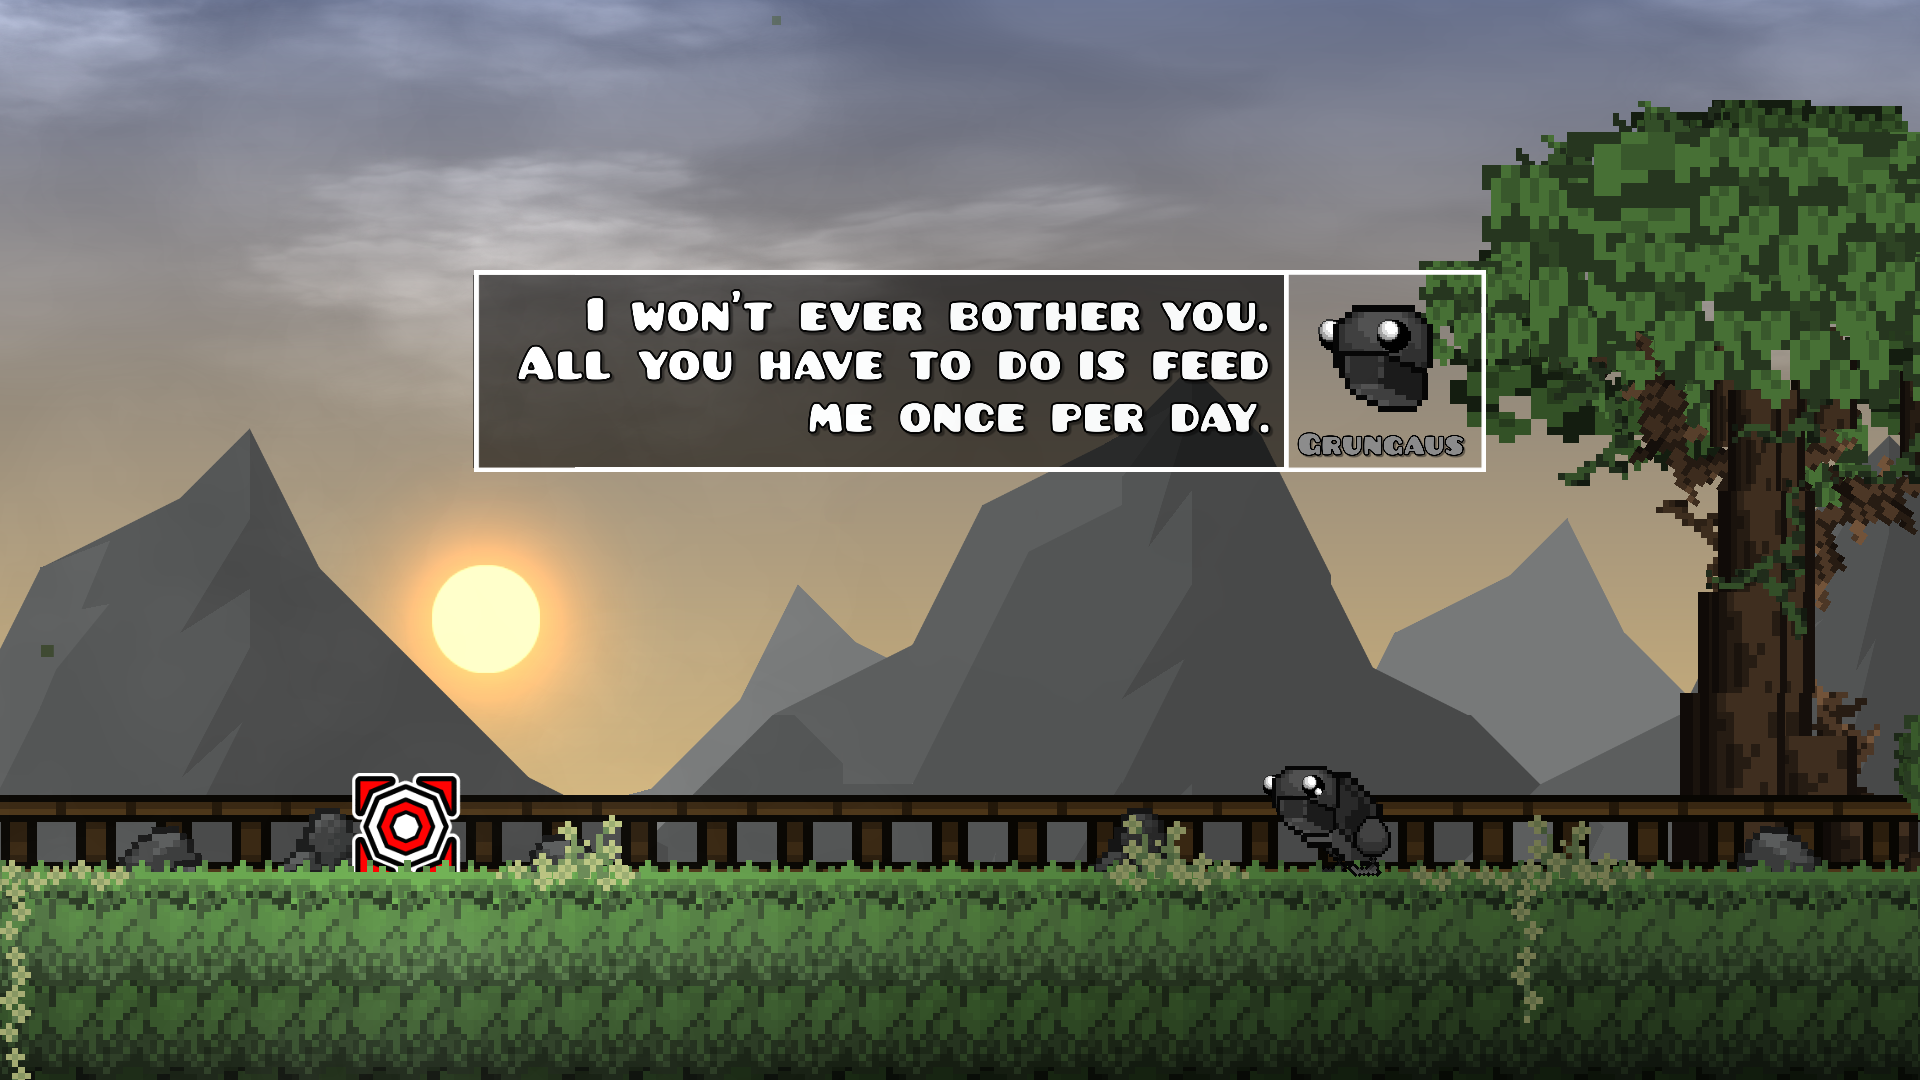 I won't ever bother you.
All you have to do is feed
me once per day.
Grungaus